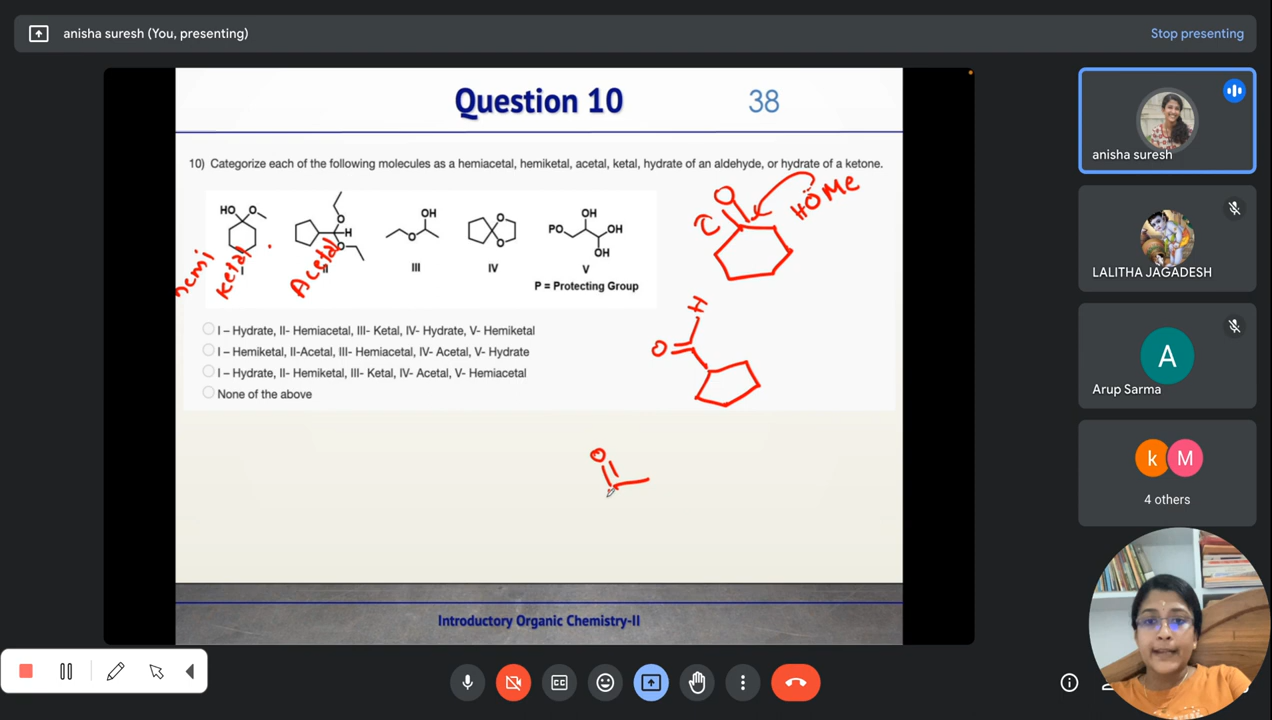 anisha suresh (You, presenting)
Stop presenting
Question 10
38
10) Categorize each of the following molecules as a hemiacetal, hemiketal, acetal, ketal, hydrate of an aldehyde, or hydrate of a ketone.
HO O
O H O
OH O
O O
OH PO OH OH
I II III IV V
P = Protecting Group
hemi
ketal
Acetal
O
HOMe
H
O
O
I – Hydrate, II- Hemiacetal, III- Ketal, IV- Hydrate, V- Hemiketal
I – Hemiketal, II-Acetal, III- Hemiacetal, IV- Acetal, V- Hydrate
I – Hydrate, II- Hemiketal, III- Ketal, IV- Acetal, V- Hemiacetal
None of the above
Introductory Organic Chemistry-II
anisha suresh
LALITHA JAGADESH
A
Arup Sarma
k M
4 others